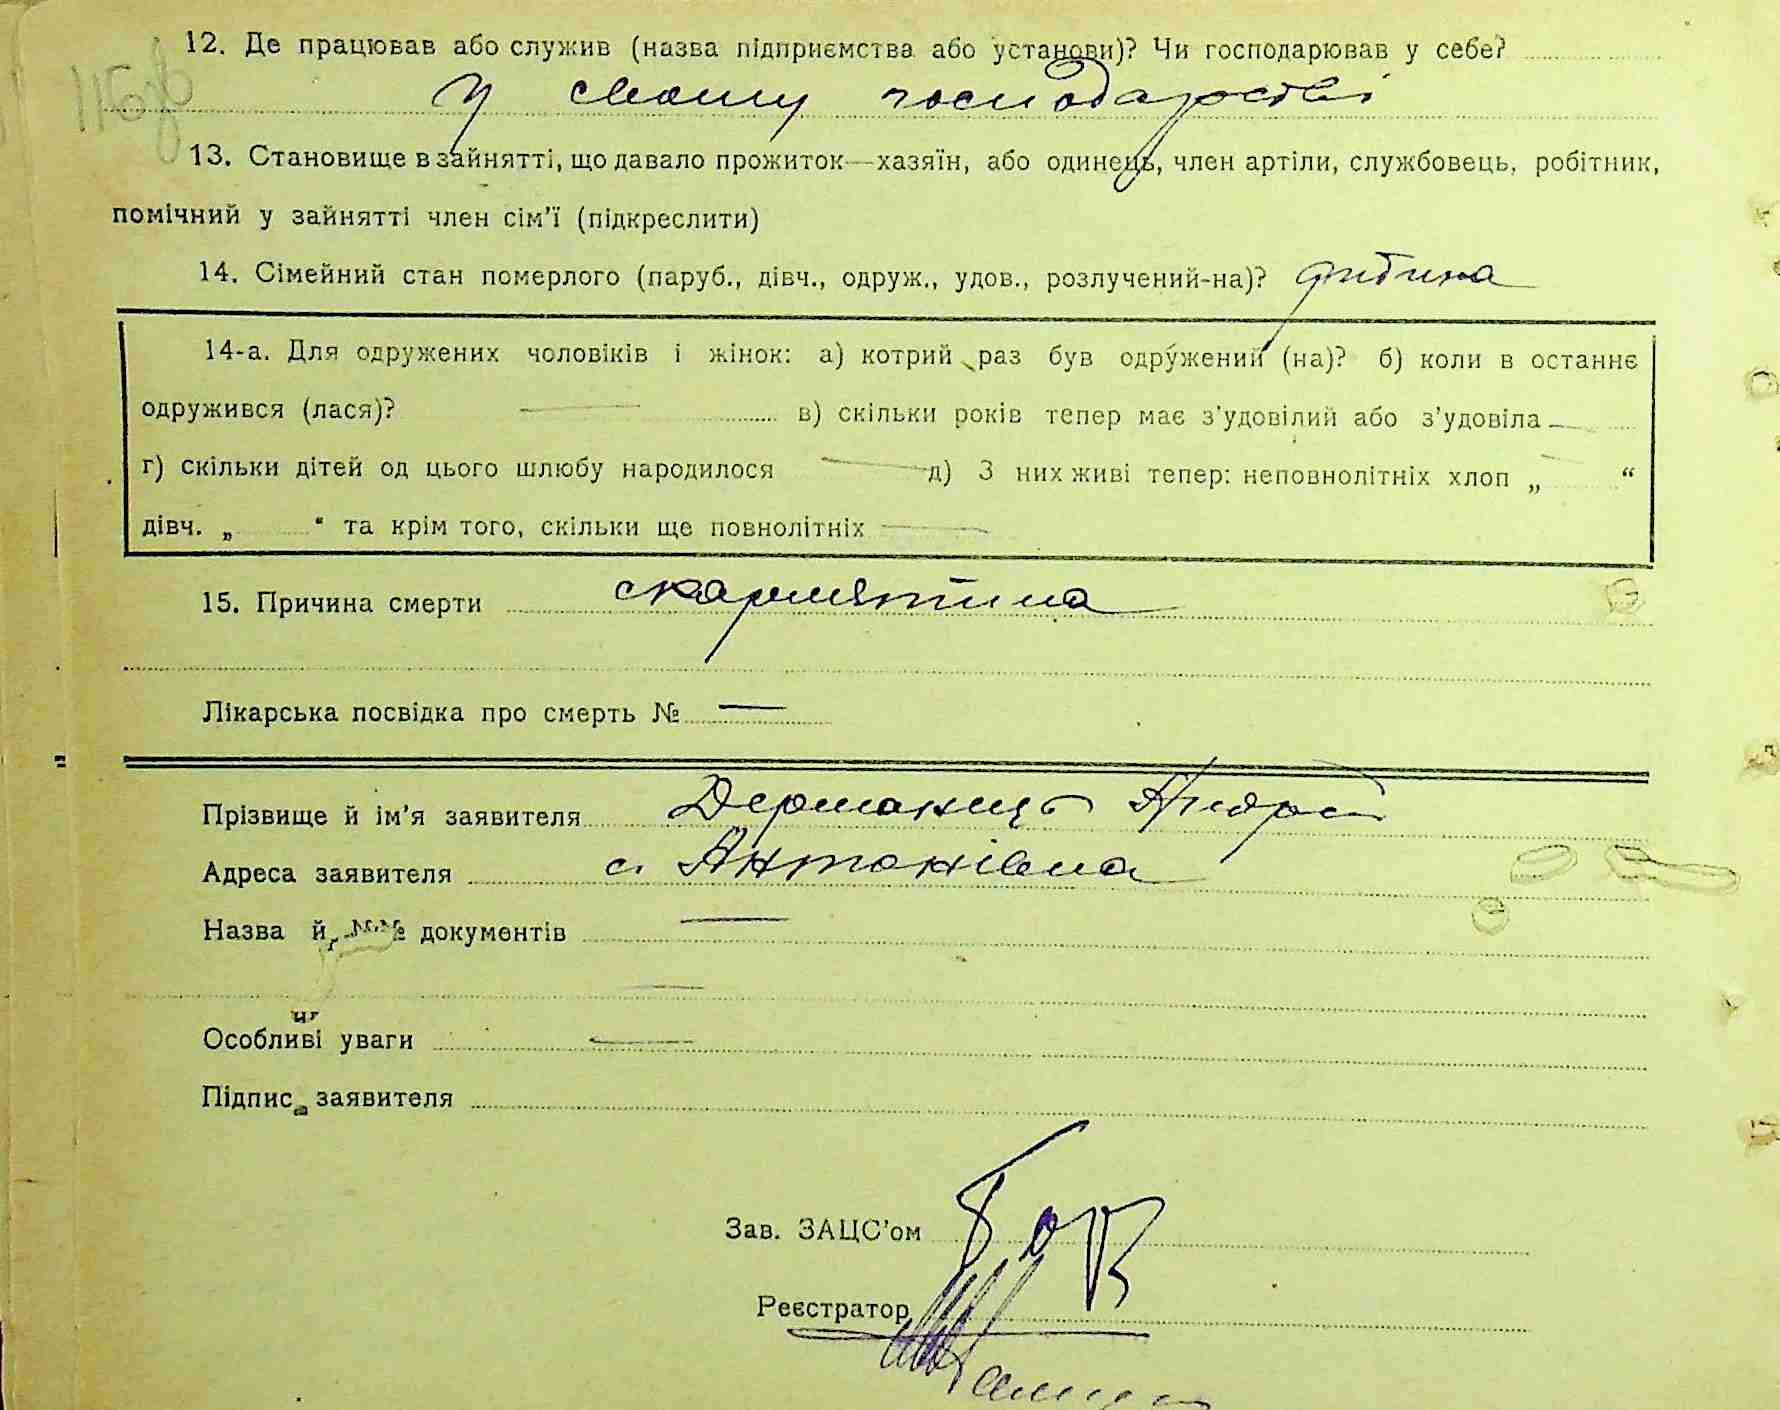 12. Де працював або служив (назва підприємства або установи)? Чи господарював у себе?
у свому господарстві
13. Становище в зайнятті, що давало прожиток—хазяїн, або одинець, член артіли, службовець, робітник,
помічний у зайнятті член сім'ї (підкреслити)
14. Сімейний стан померлого (паруб., дівч., одруж., удов., розлучений-на)? дитина
14-а. Для одружених чоловіків і жінок: а) котрий раз був одружений (на)? б) коли в останнє
одружився (лася)? — в) скільки років тепер має з'удовілий або з'удовіла —
г) скільки дітей од цього шлюбу народилося — д) З них живі тепер: неповнолітніх хлоп „ “
дівч. „ “ та крім того, скільки ще повнолітніх —
15. Причина смерти скарлятина
Лікарська посвідка про смерть № —
Прізвище й ім'я заявителя Андрій
Адреса заявителя с. Антонівка
Назва й №№ документів —
—
Особливі уваги —
Підпис заявителя
Зав. ЗАЦС'ом
Реєстратор